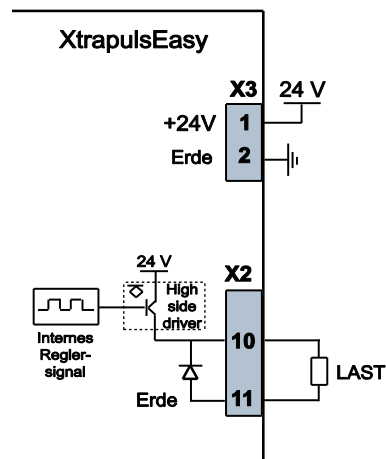 XtrapulsEasy
X3
24 V
+24V
1
Erde
2
24 V
X2
High
side
driver
Internes
Regler-
signal
10
LAST
Erde
11